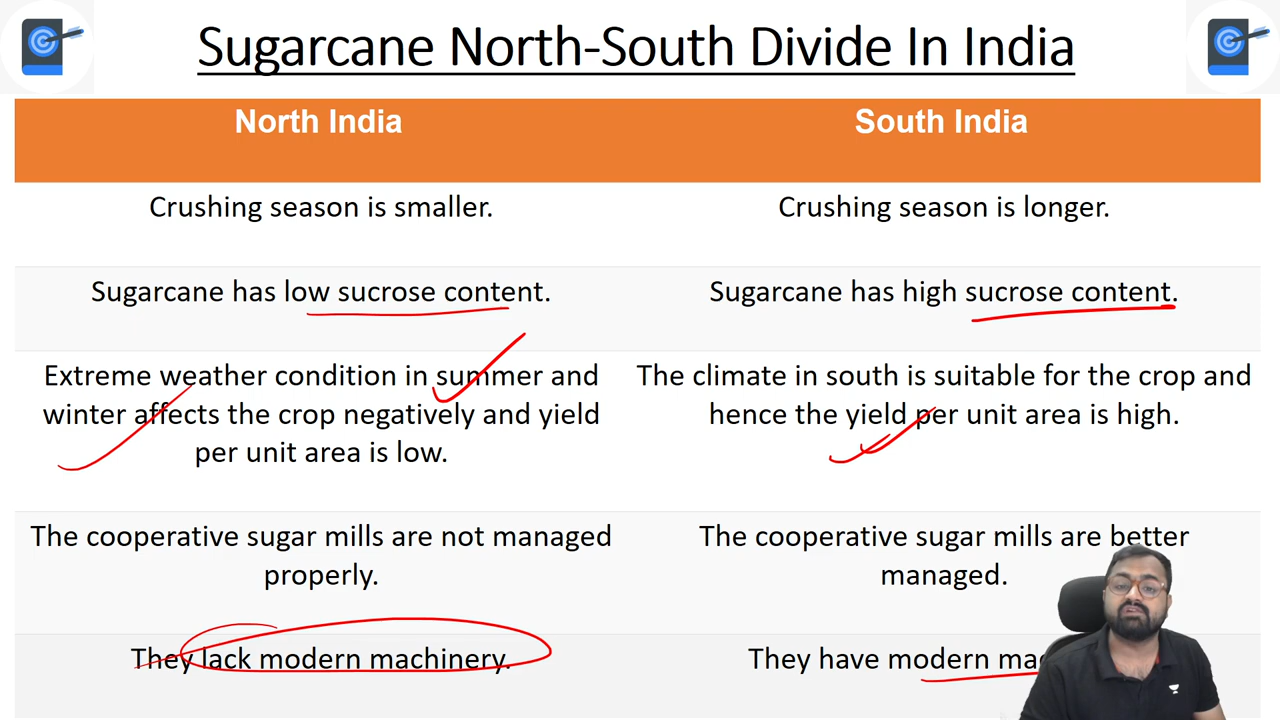 Sugarcane North-South Divide In India
North India
South India
Crushing season is smaller.
Crushing season is longer.
Sugarcane has low sucrose content.
Sugarcane has high sucrose content.
Extreme weather condition in summer and
winter affects the crop negatively and yield
per unit area is low.
The climate in south is suitable for the crop and
hence the yield per unit area is high.
The cooperative sugar mills are not managed
properly.
The cooperative sugar mills are better
managed.
They lack modern machinery.
They have modern